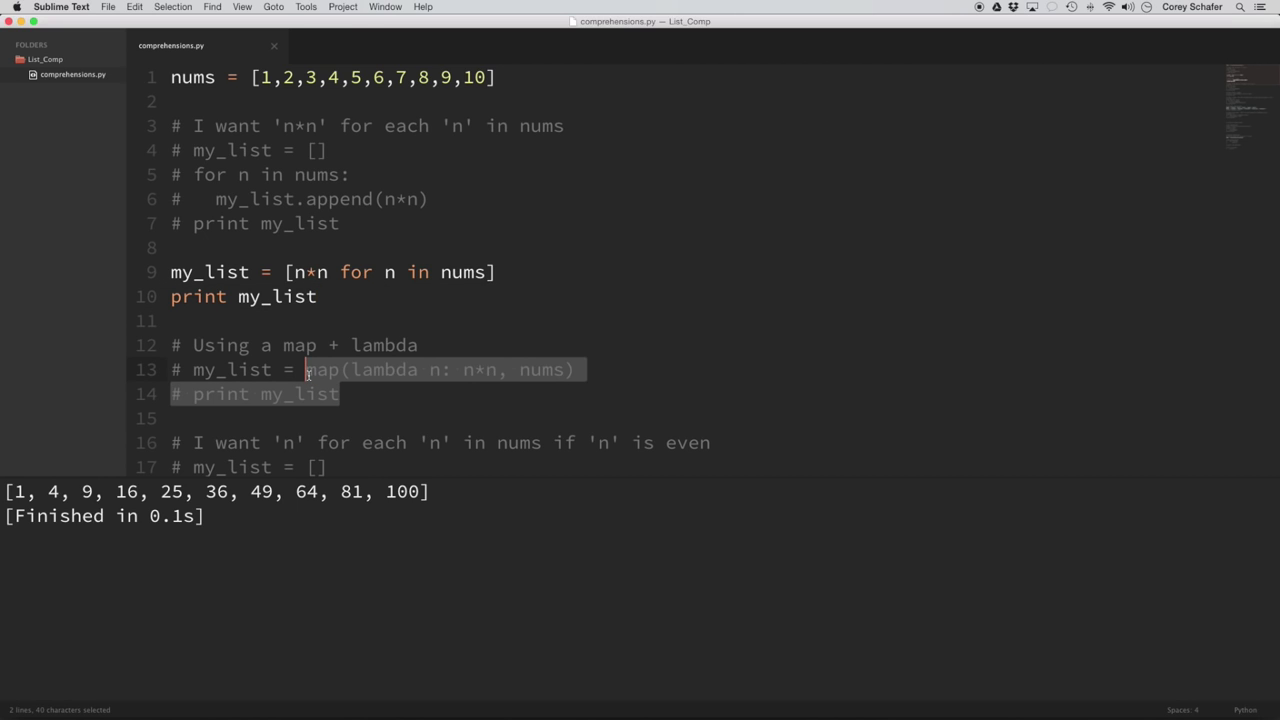 Sublime Text File Edit Selection Find View Goto Tools Project Window Help Corey Schafer
comprehensions.py — List_Comp
FOLDERS
List_Comp
comprehensions.py
comprehensions.py
1 nums = [1,2,3,4,5,6,7,8,9,10]
2
3 # I want 'n*n' for each 'n' in nums
4 # my_list = []
5 # for n in nums:
6 #   my_list.append(n*n)
7 # print my_list
8
9 my_list = [n*n for n in nums]
10 print my_list
11
12 # Using a map + lambda
13 # my_list = map(lambda n: n*n, nums)
14 # print my_list
15
16 # I want 'n' for each 'n' in nums if 'n' is even
17 # my_list = []
[1, 4, 9, 16, 25, 36, 49, 64, 81, 100]
[Finished in 0.1s]
2 lines, 40 characters selected
Spaces: 4
Python